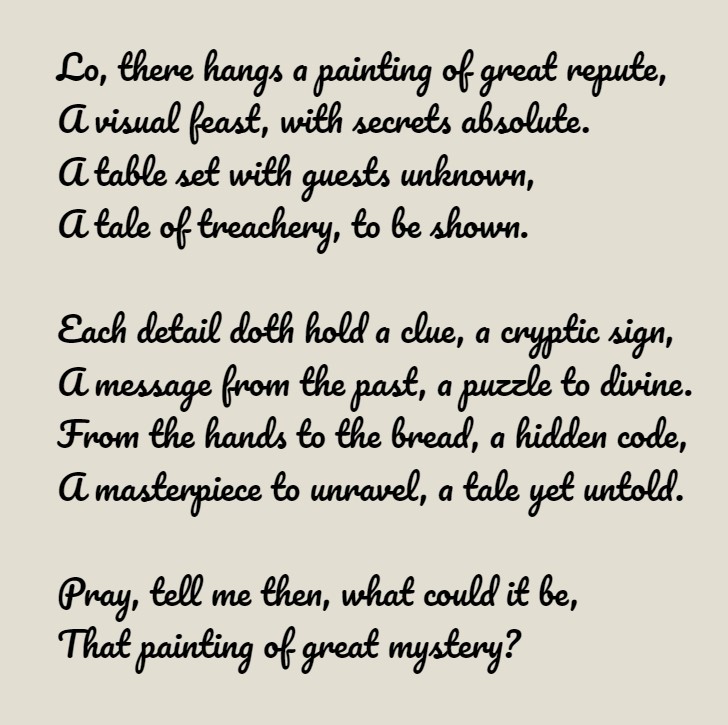 Lo, there hangs a painting of great repute,
A visual feast, with secrets absolute.
A table set with guests unknown,
A tale of treachery, to be shown.
Each detail doth hold a clue, a cryptic sign,
A message from the past, a puzzle to divine.
From the hands to the bread, a hidden code,
A masterpiece to unravel, a tale yet untold.
Pray, tell me then, what could it be,
That painting of great mystery?